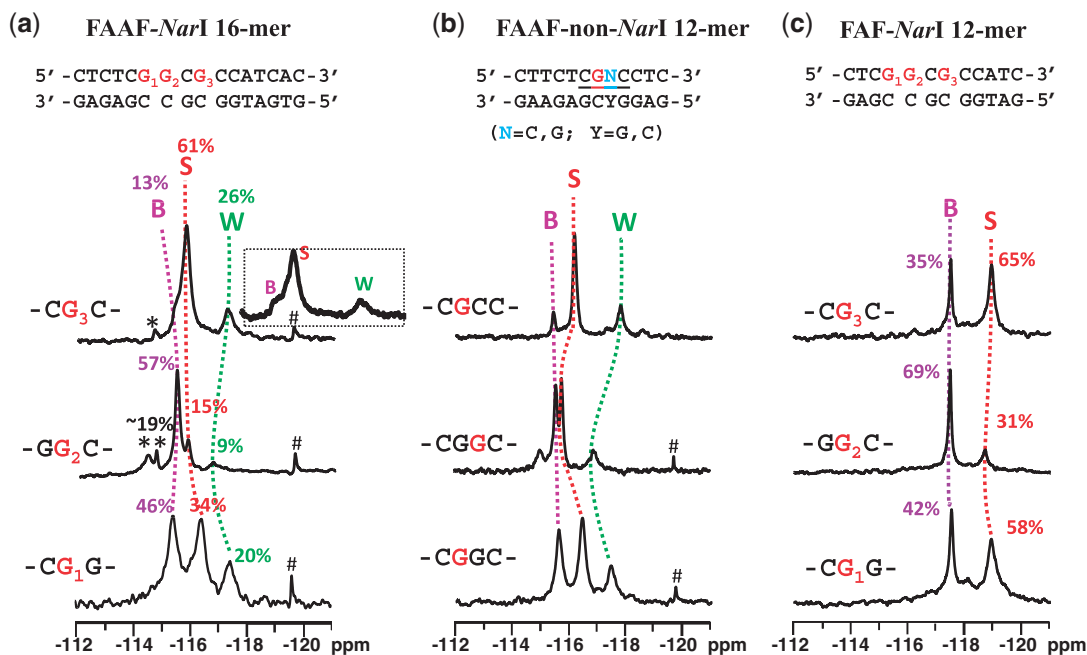 (a) FAAF-NarI 16-mer
5′ -CTCTCG1G2CG3CCATCAC-3′
3′ -GAGAGC C GC GGTAGTG-5′
61%
S
13%
26%
B
W
S
B
W
-CG3C-
*
#
57%
15%
~19%
* *
9%
#
-GG2C-
46%
34%
20%
-CG1G-
#
-112 -114 -116 -118 -120 ppm
(b) FAAF-non-NarI 12-mer
5′ -CTTCTCGNCCTC-3′
3′ -GAAGAGCYGGAG-5′
(N=C,G; Y=G,C)
S
B
W
-CGCC-
-CGGC-
#
-CGGC-
#
-112 -114 -116 -118 -120 ppm
(c) FAF-NarI 12-mer
5′ -CTCG1G2CG3CCATC-3′
3′ -GAGC C GC GGTAG-5′
B
S
35%
65%
-CG3C-
69%
31%
-GG2C-
42%
58%
-CG1G-
-112 -114 -116 -118 -120 ppm